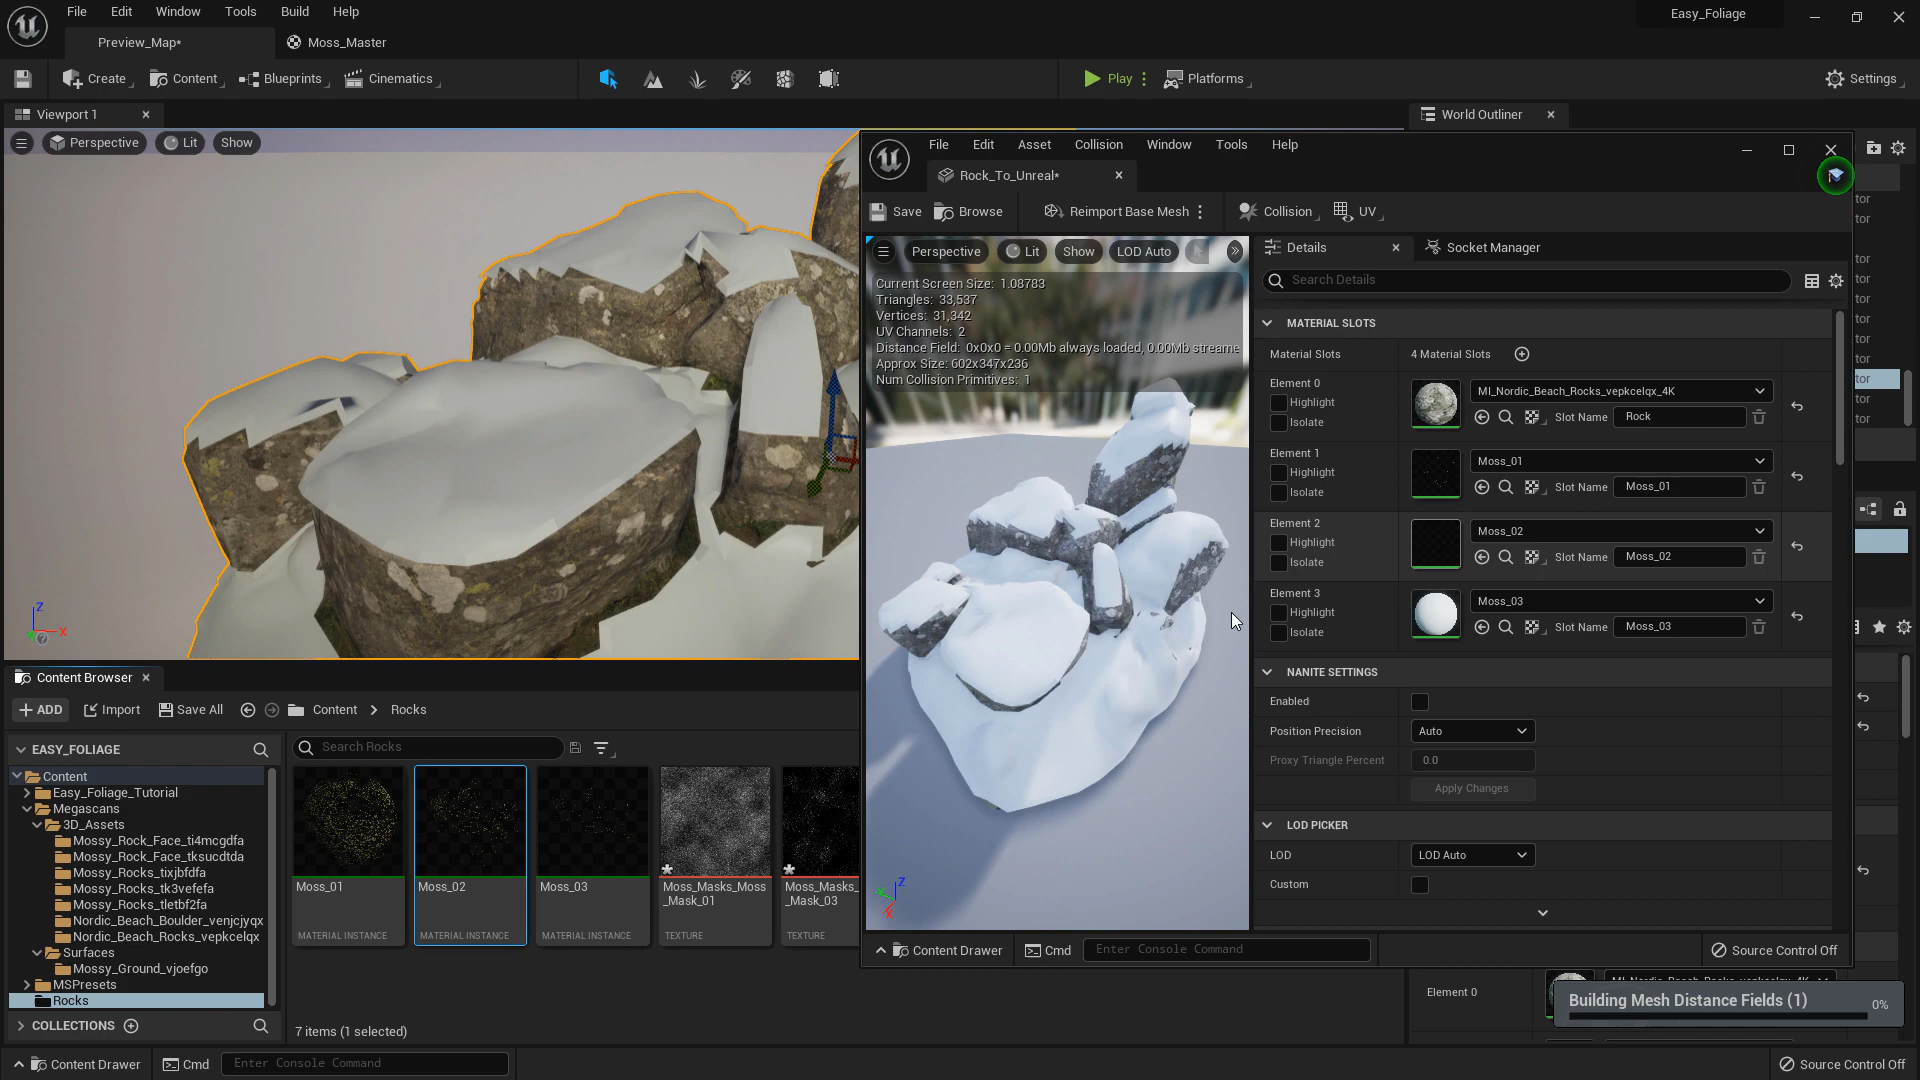 File Edit Window Tools Build Help
Easy_Foliage
Preview_Map*
Moss_Master
Create
Content
Blueprints
Cinematics
Play
Platforms
Settings
Viewport 1
World Outliner
Perspective
Lit
Show
File Edit Asset Collision Window Tools Help
Rock_To_Unreal*
Save
Browse
Reimport Base Mesh
Collision
UV
Perspective
Lit
Show
LOD Auto
Current Screen Size: 1.08783
Triangles: 33,537
Vertices: 31,342
UV Channels: 2
Distance Field: 0x0x0 = 0.00Mb always loaded, 0.00Mb streame
Approx Size: 602x347x236
Num Collision Primitives: 1
Details
Socket Manager
Search Details
MATERIAL SLOTS
Material Slots
4 Material Slots
Element 0
Highlight
Isolate
MI_Nordic_Beach_Rocks_vepkcelqx_4K
Slot Name
Rock
Element 1
Highlight
Isolate
Moss_01
Slot Name
Moss_01
Element 2
Highlight
Isolate
Moss_02
Slot Name
Moss_02
Element 3
Highlight
Isolate
Moss_03
Slot Name
Moss_03
NANITE SETTINGS
Enabled
Position Precision
Auto
Proxy Triangle Percent
0.0
Apply Changes
LOD PICKER
LOD
LOD Auto
Custom
Content Drawer
Cmd
Enter Console Command
Source Control Off
tor
tor
tor
tor
tor
tor
tor
tor
tor
tor
tor
Z
X
Z
X
Content Browser
ADD
Import
Save All
Content
Rocks
EASY_FOLIAGE
Search Rocks
Content
Easy_Foliage_Tutorial
Megascans
3D_Assets
Mossy_Rock_Face_ti4mcgdfa
Mossy_Rock_Face_tksucdtda
Mossy_Rocks_tixjbfdfa
Mossy_Rocks_tk3vefefa
Mossy_Rocks_tletbf2fa
Nordic_Beach_Boulder_venjcjyqx
Nordic_Beach_Rocks_vepkcelqx
Surfaces
Mossy_Ground_vjoefgo
MSPresets
Rocks
COLLECTIONS
Moss_01
MATERIAL INSTANCE
Moss_02
MATERIAL INSTANCE
Moss_03
MATERIAL INSTANCE
Moss_Masks_Moss
_Mask_01
TEXTURE
Moss_Masks_
_Mask_03
TEXTURE
7 items (1 selected)
Element 0
Building Mesh Distance Fields (1)
0%
Content Drawer
Cmd
Enter Console Command
Source Control Off